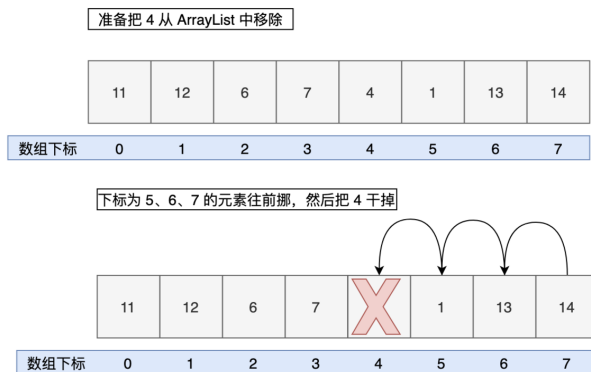 准备把 4 从 ArrayList 中移除
11 12 6 7 4 1 13 14
数组下标 0 1 2 3 4 5 6 7
下标为 5、6、7 的元素往前挪，然后把 4 干掉
11 12 6 7 X 1 13 14
数组下标 0 1 2 3 4 5 6 7